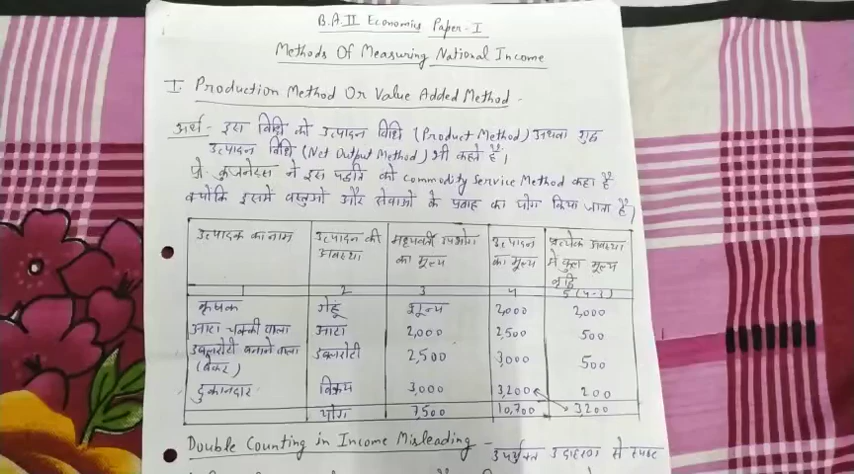 B.A.II Economics Paper-I
Methods Of Measuring National Income
I. Production Method Or Value Added Method -
अर्थ - इस विधि को उत्पादन विधि (Product Method) अथवा शुद्ध
उत्पादन विधि (Net Output Method) भी कहते हैं।
प्रो. कुजनेट्स ने इस पद्धति को Commodity Service Method कहा है
क्योंकि इसमें वस्तुओं और सेवाओं के प्रवाह का योग किया जाता है।
उत्पादक का नाम उत्पादन की अवस्था मध्यवर्ती उपभोग का मूल्य उत्पादन का मूल्य प्रत्येक अवस्था में कुल मूल्य वृद्धि
1 2 3 4 5 (4-3)
कृषक गेहूं शून्य 2,000 2,000
आटा चक्की वाला आटा 2,000 2,500 500
डबलरोटी बनाने वाला (बेकर) डबलरोटी 2,500 3,000 500
दुकानदार विक्रय 3,000 3,200 200
योग 7,500 10,700 3,200
Double Counting in Income Misleading - उपर्युक्त उदाहरण से स्पष्ट